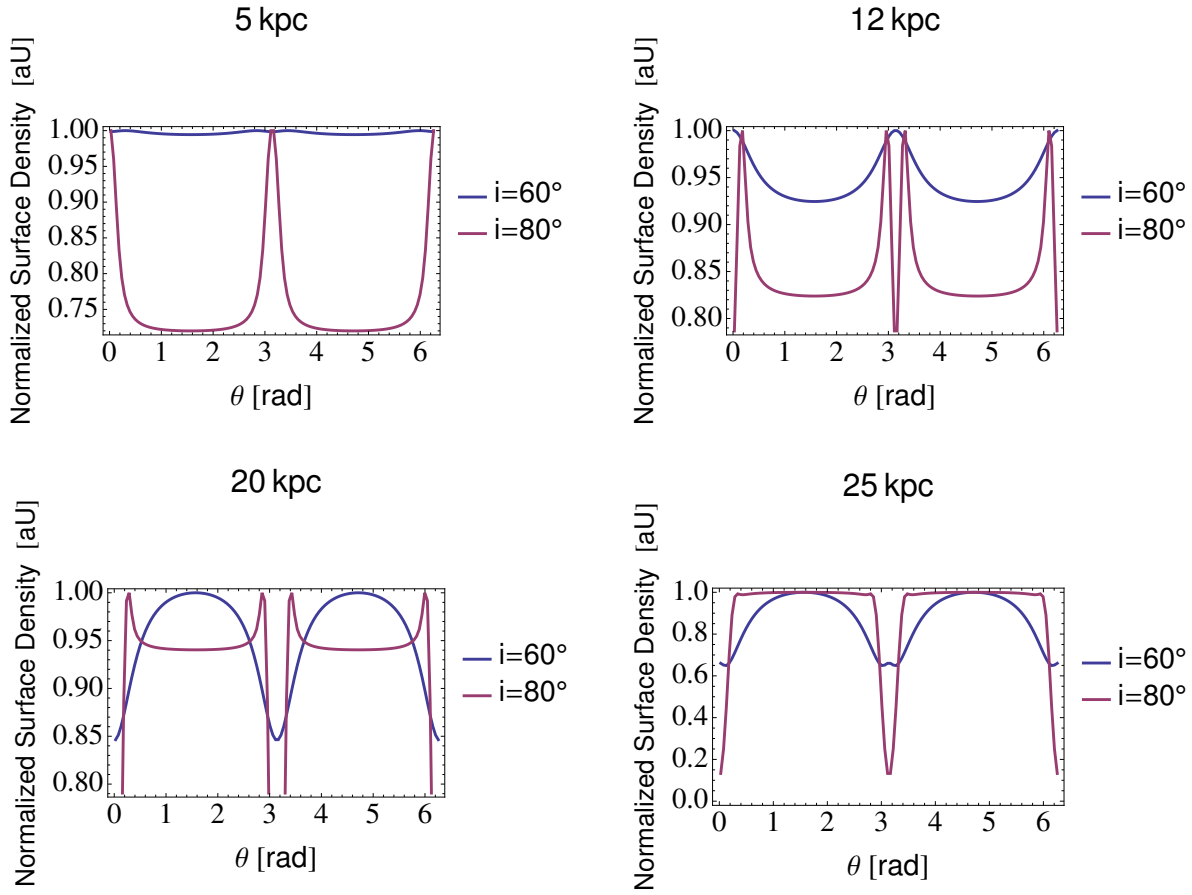 5 kpc
Normalized Surface Density [aU]
1.00
0.95
0.90
0.85
0.80
0.75
0 1 2 3 4 5 6
θ [rad]
i=60°
i=80°
12 kpc
Normalized Surface Density [aU]
1.00
0.95
0.90
0.85
0.80
0 1 2 3 4 5 6
θ [rad]
i=60°
i=80°
20 kpc
Normalized Surface Density [aU]
1.00
0.95
0.90
0.85
0.80
0 1 2 3 4 5 6
θ [rad]
i=60°
i=80°
25 kpc
Normalized Surface Density [aU]
1.0
0.8
0.6
0.4
0.2
0.0
0 1 2 3 4 5 6
θ [rad]
i=60°
i=80°